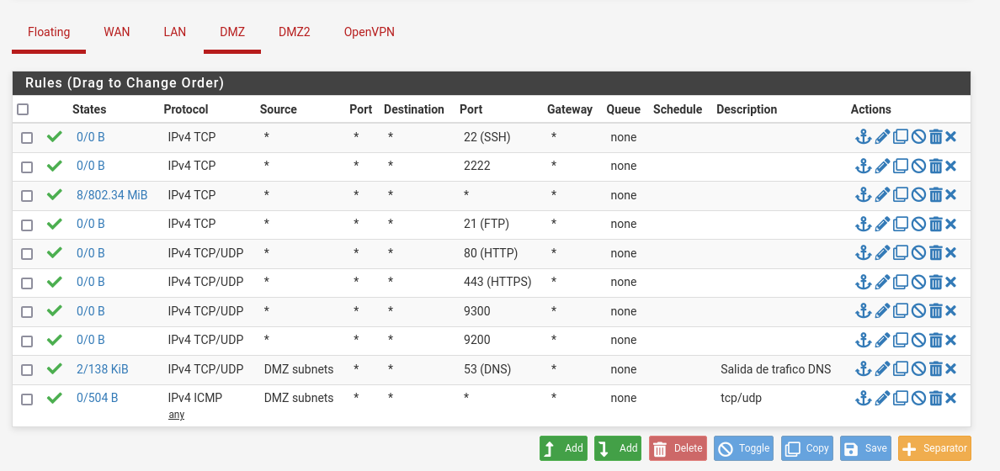 Floating WAN LAN DMZ DMZ2 OpenVPN
Rules (Drag to Change Order)
States Protocol Source Port Destination Port Gateway Queue Schedule Description Actions
0/0 B IPv4 TCP * * * 22 (SSH) * none
0/0 B IPv4 TCP * * * 2222 * none
8/802.34 MiB IPv4 TCP * * * * * none
0/0 B IPv4 TCP * * * 21 (FTP) * none
0/0 B IPv4 TCP/UDP * * * 80 (HTTP) * none
0/0 B IPv4 TCP/UDP * * * 443 (HTTPS) * none
0/0 B IPv4 TCP/UDP * * * 9300 * none
0/0 B IPv4 TCP/UDP * * * 9200 * none
2/138 KiB IPv4 TCP/UDP DMZ subnets * * 53 (DNS) * none Salida de trafico DNS
0/504 B IPv4 ICMP DMZ subnets * * * * none tcp/udp
any
Add Add Delete Toggle Copy Save Separator